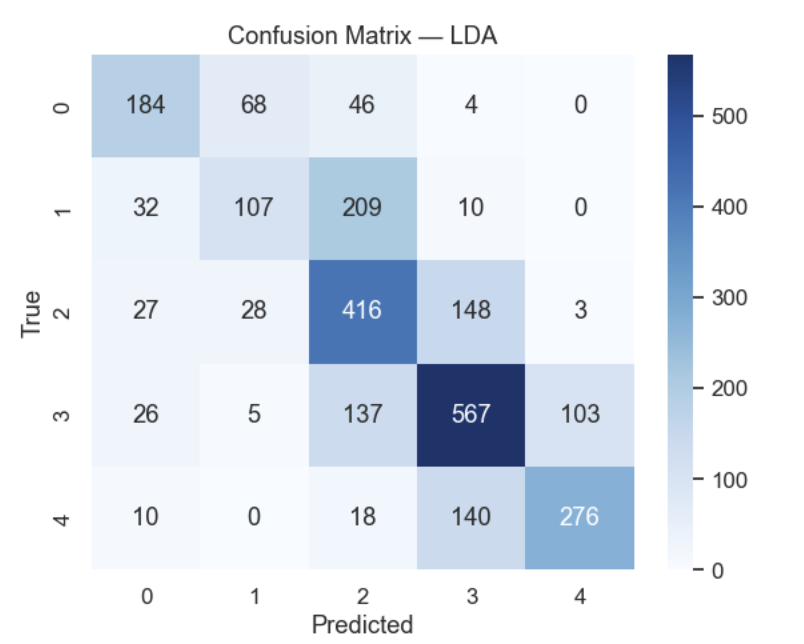 Confusion Matrix — LDA
True
0 184 68 46 4 0
1 32 107 209 10 0
2 27 28 416 148 3
3 26 5 137 567 103
4 10 0 18 140 276
0 1 2 3 4
Predicted
500
400
300
200
100
0